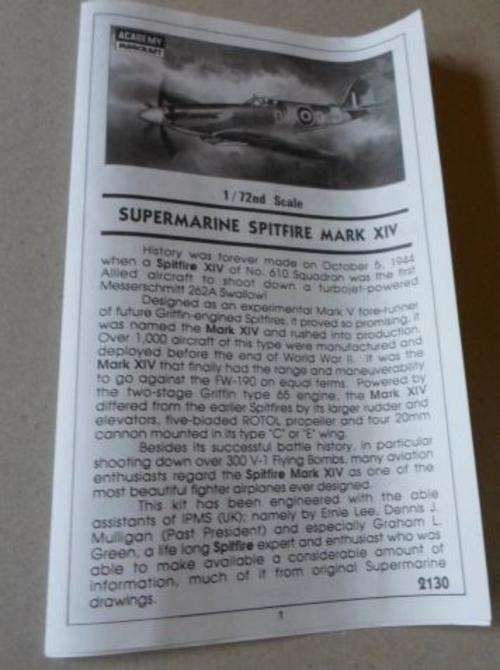 ACADEMY
MINICRAFT
1/72nd Scale
SUPERMARINE SPITFIRE MARK XIV
History was forever made on October 5, 1944
when a Spitfire XIV of No. 610 Squadron was the first
Allied aircraft to shoot down a turbojet-powered
Messerschmitt 262A Swallow!
Designed as an experimental Mark V fore-runner
of future Griffin-engined Spitfires, it proved so promising, it
was named the Mark XIV and rushed into production.
Over 1,000 aircraft of this type were manufactured and
deployed before the end of World War II. It was the
Mark XIV that finally had the range and maneuverability
to go against the FW-190 on equal terms. Powered by
the two-stage Griffin type 65 engine, the Mark XIV
differed from the earlier Spitfires by its larger rudder and
elevators, five-bladed ROTOL propeller and four 20mm
cannon mounted in its type "C" or "E" wing.
Besides its successful battle history, in particular
shooting down over 300 V-1 Flying Bombs, many aviation
enthusiasts regard the Spitfire Mark XIV as one of the
most beautiful fighter airplanes ever designed.
This kit has been engineered with the able
assistants of IPMS (UK); namely by Ernie Lee, Dennis J.
Mulligan (Past President) and especially Graham L.
Green, a life long Spitfire expert and enthusiast who was
able to make available a considerable amount of
information, much of it from original Supermarine
drawings.
2130
1